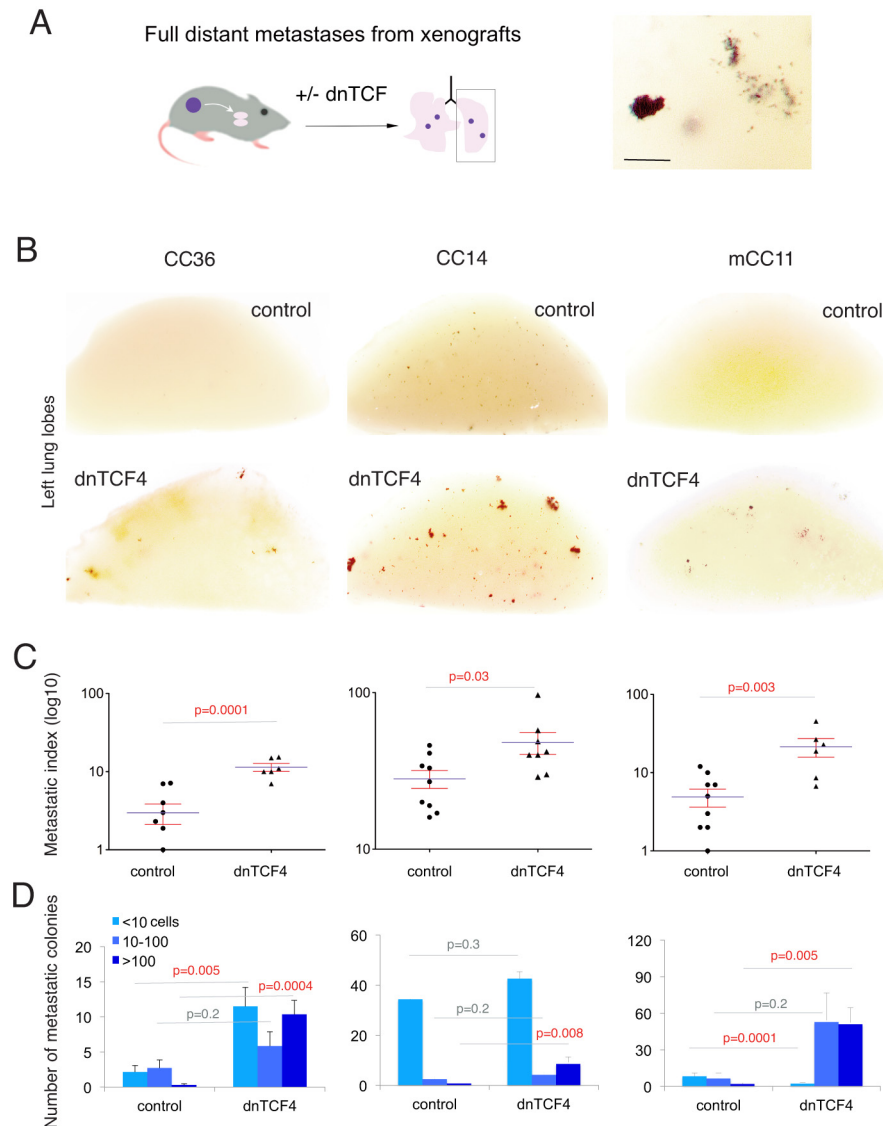 A
Full distant metastases from xenografts
+/- dnTCF
B
CC36
CC14
mCC11
control
control
control
Left lung lobes
dnTCF4
dnTCF4
dnTCF4
C
Metastatic index (log10)
100
10
1
p=0.0001
control
dnTCF4
100
10
p=0.03
control
dnTCF4
100
10
1
p=0.003
control
dnTCF4
D
Number of metastatic colonies
<10 cells
10-100
>100
20
15
10
5
0
p=0.005
p=0.0004
p=0.2
control
dnTCF4
60
40
20
0
p=0.3
p=0.2
p=0.008
control
dnTCF4
120
90
60
30
0
p=0.005
p=0.2
p=0.0001
control
dnTCF4